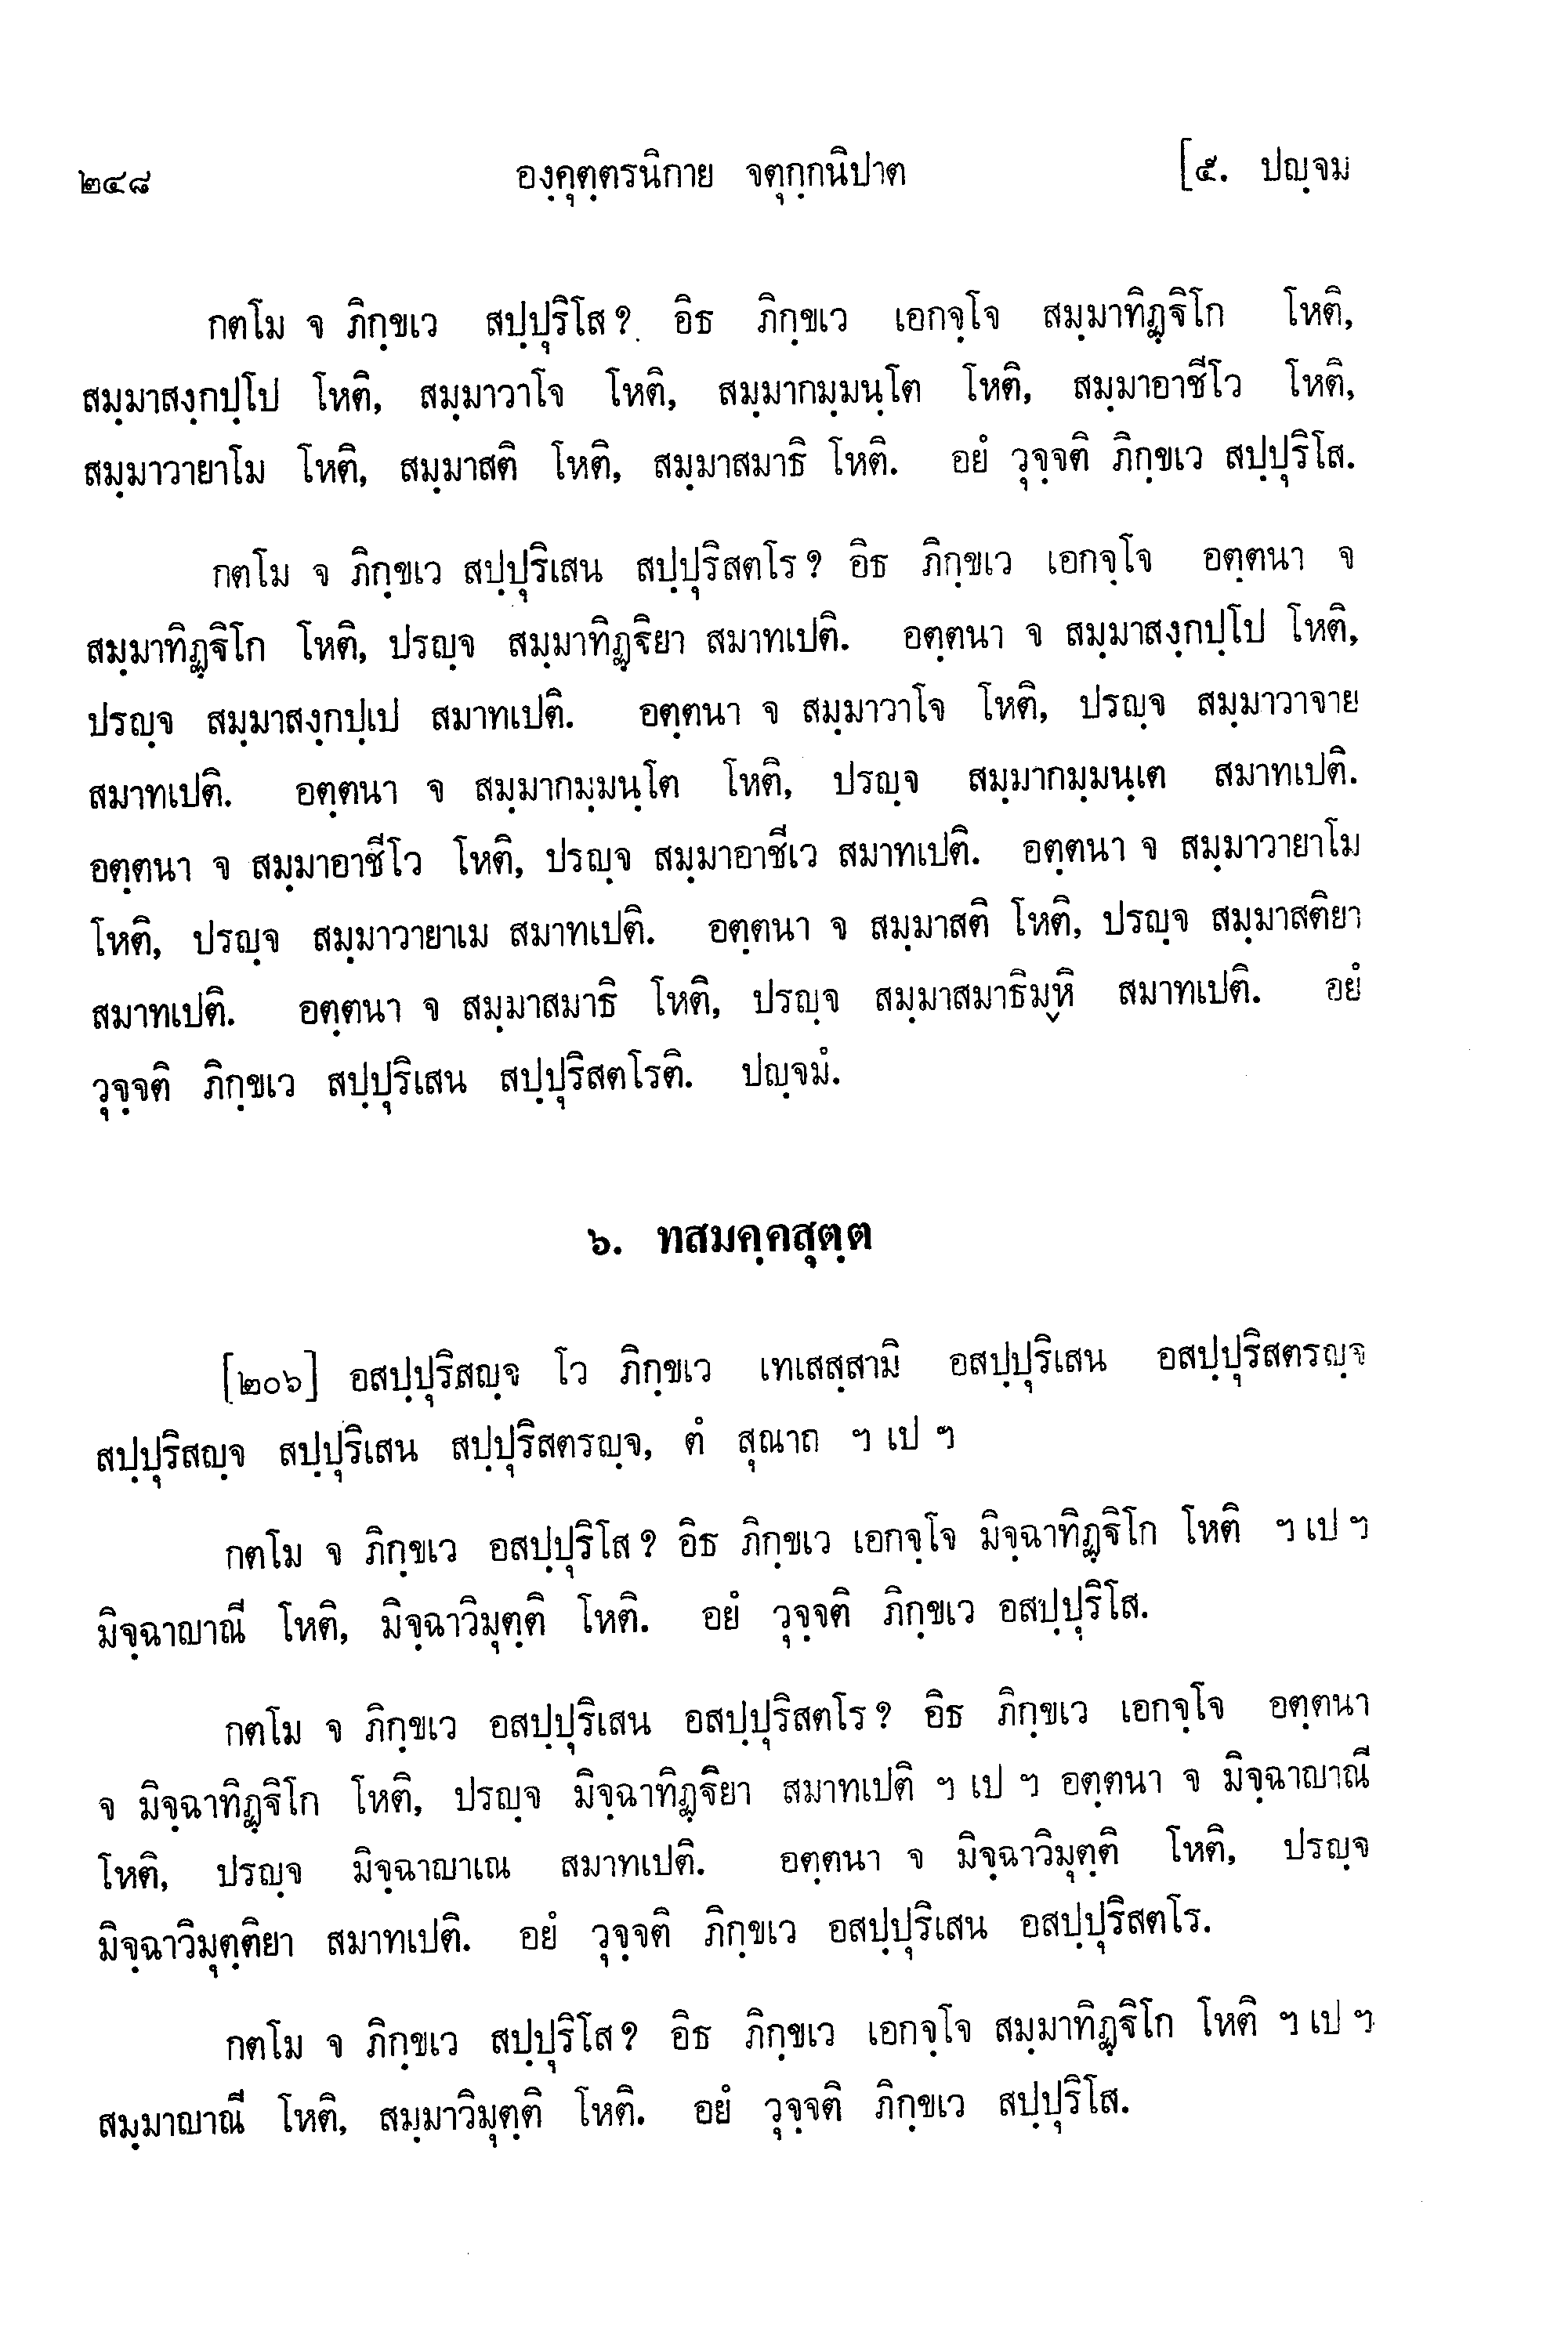 ๒๔๘ องฺคุตฺตรนิกาย จตุกฺกนิปาต [๕. ปญฺจม
กตโม จ ภิกฺขเว สปฺปุริโส? อิธ ภิกฺขเว เอกจฺโจ สมฺมาทิฏฺฐิโก โหติ,
สมฺมาสงฺกปฺโป โหติ, สมฺมาวาโจ โหติ, สมฺมากมฺมนฺโต โหติ, สมฺมาอาชีโว โหติ,
สมฺมาวายาโม โหติ, สมฺมาสติ โหติ, สมฺมาสมาธิ โหติ. อยํ วุจฺจติ ภิกฺขเว สปฺปุริโส.
กตโม จ ภิกฺขเว สปฺปุริเสน สปฺปุริสตโร? อิธ ภิกฺขเว เอกจฺโจ อตฺตนา จ
สมฺมาทิฏฺฐิโก โหติ, ปรญฺจ สมฺมาทิฏฺฐิยา สมาทเปติ. อตฺตนา จ สมฺมาสงฺกปฺโป โหติ,
ปรญฺจ สมฺมาสงฺกปฺเป สมาทเปติ. อตฺตนา จ สมฺมาวาโจ โหติ, ปรญฺจ สมฺมาวาจาย
สมาทเปติ. อตฺตนา จ สมฺมากมฺมนฺโต โหติ, ปรญฺจ สมฺมากมฺมนฺเต สมาทเปติ.
อตฺตนา จ สมฺมาอาชีโว โหติ, ปรญฺจ สมฺมาอาชีเว สมาทเปติ. อตฺตนา จ สมฺมาวายาโม
โหติ, ปรญฺจ สมฺมาวายาเม สมาทเปติ. อตฺตนา จ สมฺมาสติ โหติ, ปรญฺจ สมฺมาสติยา
สมาทเปติ. อตฺตนา จ สมฺมาสมาธิ โหติ, ปรญฺจ สมฺมาสมาธิมฺหิ สมาทเปติ. อยํ
วุจฺจติ ภิกฺขเว สปฺปุริเสน สปฺปุริสตโรติ. ปญฺจมํ.
๖. ทสมคฺคสุตฺต
[๒๐๖] อสปฺปุริสญฺจ โว ภิกฺขเว เทเสสฺสามิ อสปฺปุริเสน อสปฺปุริสตรญฺจ
สปฺปุริสญฺจ สปฺปุริเสน สปฺปุริสตรญฺจ, ตํ สุณาถ ฯ เป ฯ
กตโม จ ภิกฺขเว อสปฺปุริโส? อิธ ภิกฺขเว เอกจฺโจ มิจฺฉาทิฏฺฐิโก โหติ ฯ เป ฯ
มิจฺฉาญาณี โหติ, มิจฺฉาวิมุตฺติ โหติ. อยํ วุจฺจติ ภิกฺขเว อสปฺปุริโส.
กตโม จ ภิกฺขเว อสปฺปุริเสน อสปฺปุริสตโร? อิธ ภิกฺขเว เอกจฺโจ อตฺตนา
จ มิจฺฉาทิฏฺฐิโก โหติ, ปรญฺจ มิจฺฉาทิฏฺฐิยา สมาทเปติ ฯ เป ฯ อตฺตนา จ มิจฺฉาญาณี
โหติ, ปรญฺจ มิจฺฉาญาเณ สมาทเปติ. อตฺตนา จ มิจฺฉาวิมุตฺติ โหติ, ปรญฺจ
มิจฺฉาวิมุตฺติยา สมาทเปติ. อยํ วุจฺจติ ภิกฺขเว อสปฺปุริเสน อสปฺปุริสตโร.
กตโม จ ภิกฺขเว สปฺปุริโส? อิธ ภิกฺขเว เอกจฺโจ สมฺมาทิฏฺฐิโก โหติ ฯ เป ฯ
สมฺมาญาณี โหติ, สมฺมาวิมุตฺติ โหติ. อยํ วุจฺจติ ภิกฺขเว สปฺปุริโส.